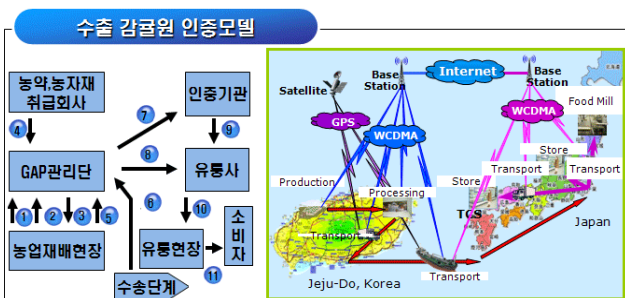 수출 감귤원 인증모델
농약,농자재
취급회사
인증기관
④
⑦
⑨
GAP관리단
⑧
유통사
①
②
③
⑤
⑥
⑩
농업재배현장
유통현장
소비자
⑪
수송단계
Satellite
Base
Station
Internet
Base
Station
GPS
WCDMA
WCDMA
Food Mill
Store
Transport
Transport
Store
Production
Processing
TCS
Transport
Transport
Japan
Jeju-Do, Korea